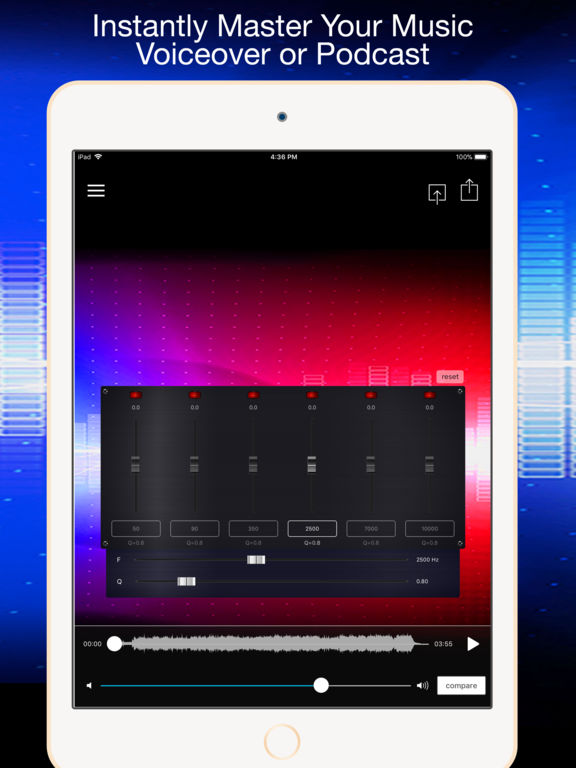 Instantly Master Your Music
Voiceover or Podcast
iPad 4:36 PM 100%
reset
0.0 0.0 0.0 0.0 0.0 0.0
50 90 350 2500 7000 10000
Q=0.8 Q=0.8 Q=0.8 Q=0.8 Q=0.8 Q=0.8
F 2500 Hz
Q 0.80
00:00 03:55
compare